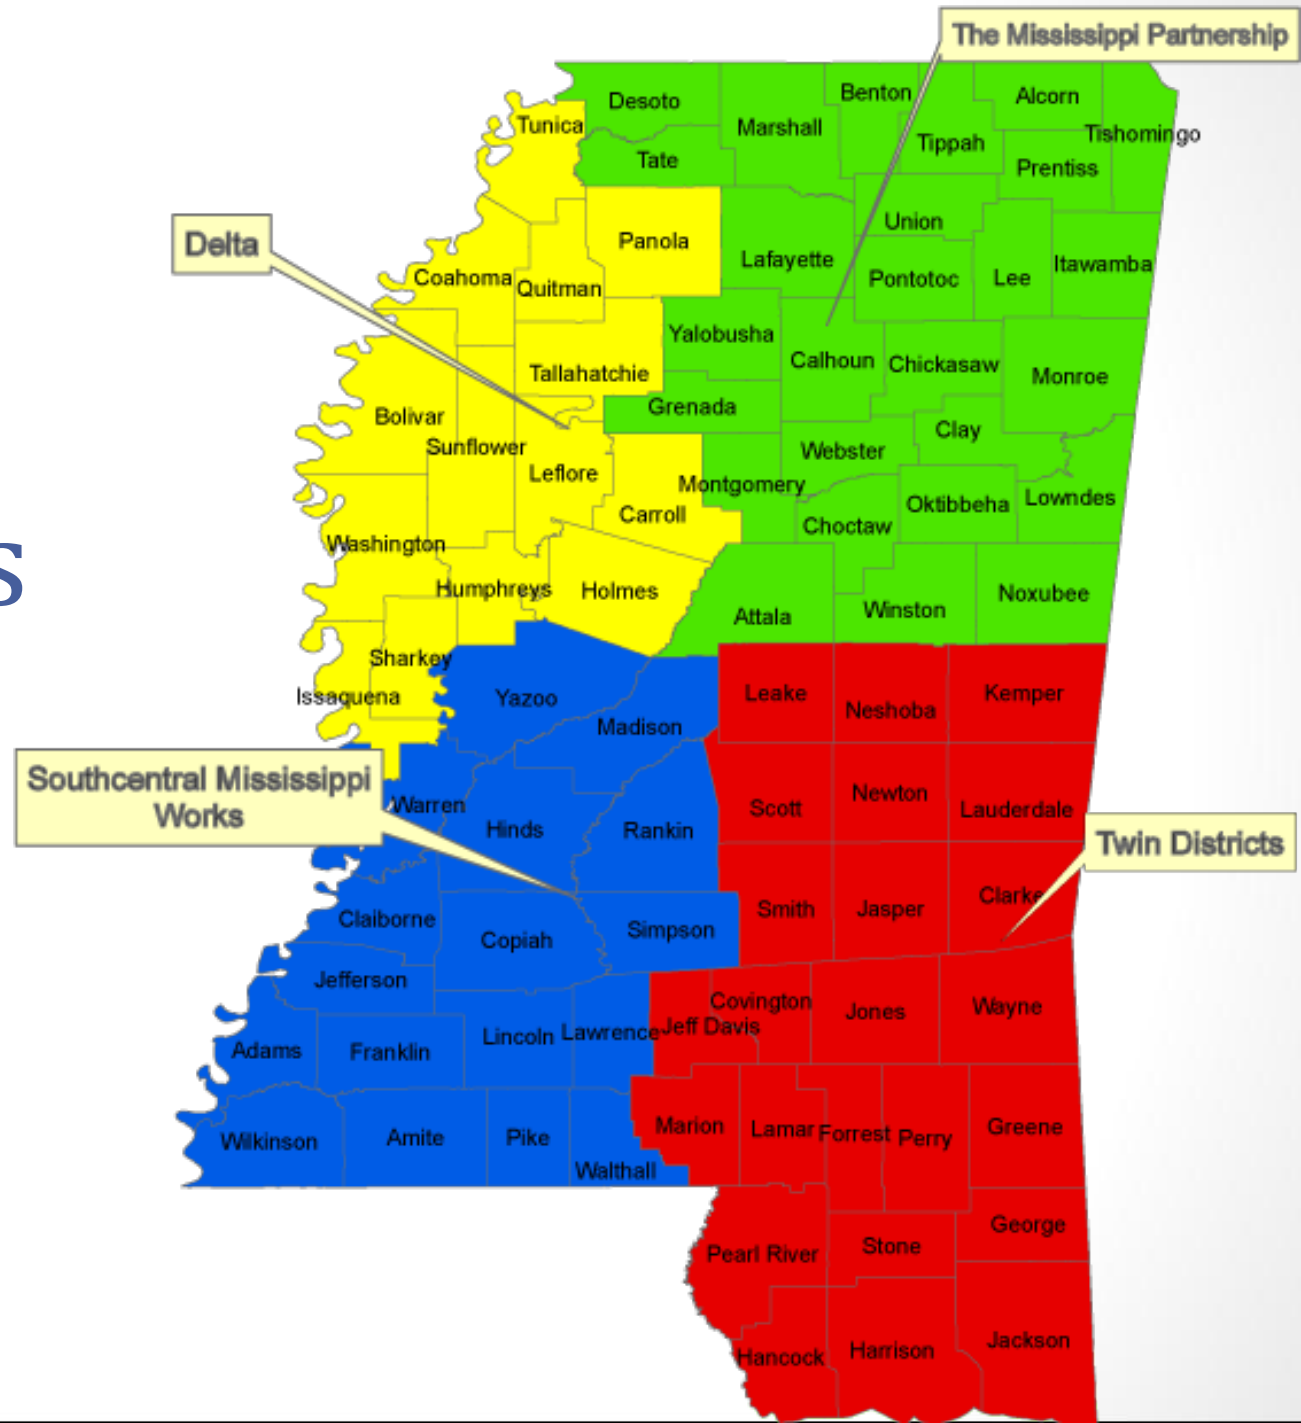 The Mississippi Partnership
Desoto
Benton
Alcorn
Tunica
Marshall
Tippah
Tishomingo
Tate
Prentiss
Union
Panola
Delta
Lafayette
Itawamba
Coahoma
Quitman
Pontotoc
Lee
Yalobusha
Calhoun
Chickasaw
Tallahatchie
Monroe
Grenada
Bolivar
Clay
Sunflower
Webster
Leflore
Montgomery
Lowndes
Oktibbeha
Carroll
Choctaw
Washington
s
Humphreys
Holmes
Noxubee
Attala
Winston
Sharkey
Issaquena
Yazoo
Leake
Kemper
Neshoba
Madison
Southcentral Mississippi
Works
Warren
Newton
Scott
Lauderdale
Hinds
Rankin
Twin Districts
Clarke
Smith
Jasper
Claiborne
Simpson
Copiah
Jefferson
Covington
Wayne
Jones
Jeff Davis
Lincoln
Lawrence
Adams
Franklin
Marion
Lamar
Forrest
Perry
Greene
Wilkinson
Amite
Pike
Walthall
George
Pearl River
Stone
Jackson
Hancock
Harrison